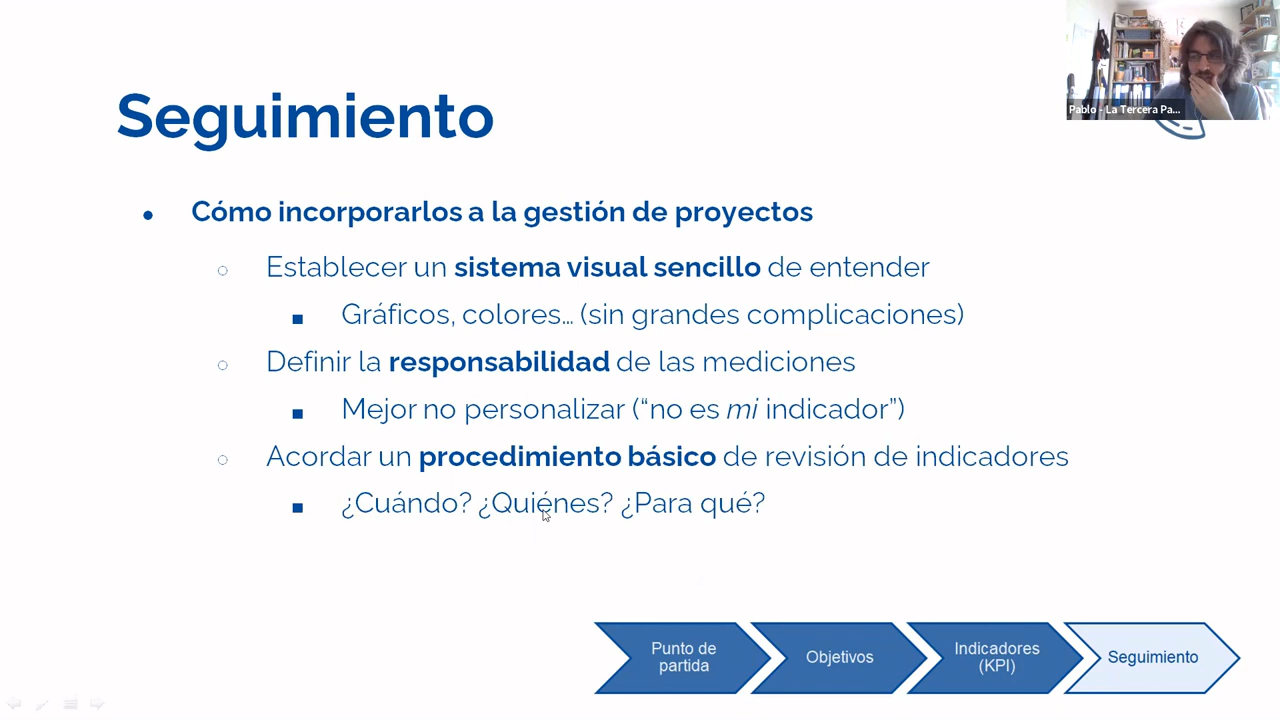 Pablo - La Tercera Pa...
Seguimiento
Cómo incorporarlos a la gestión de proyectos
Establecer un sistema visual sencillo de entender
Gráficos, colores... (sin grandes complicaciones)
Definir la responsabilidad de las mediciones
Mejor no personalizar (“no es mi indicador”)
Acordar un procedimiento básico de revisión de indicadores
¿Cuándo? ¿Quiénes? ¿Para qué?
Punto de
partida
Objetivos
Indicadores
(KPI)
Seguimiento